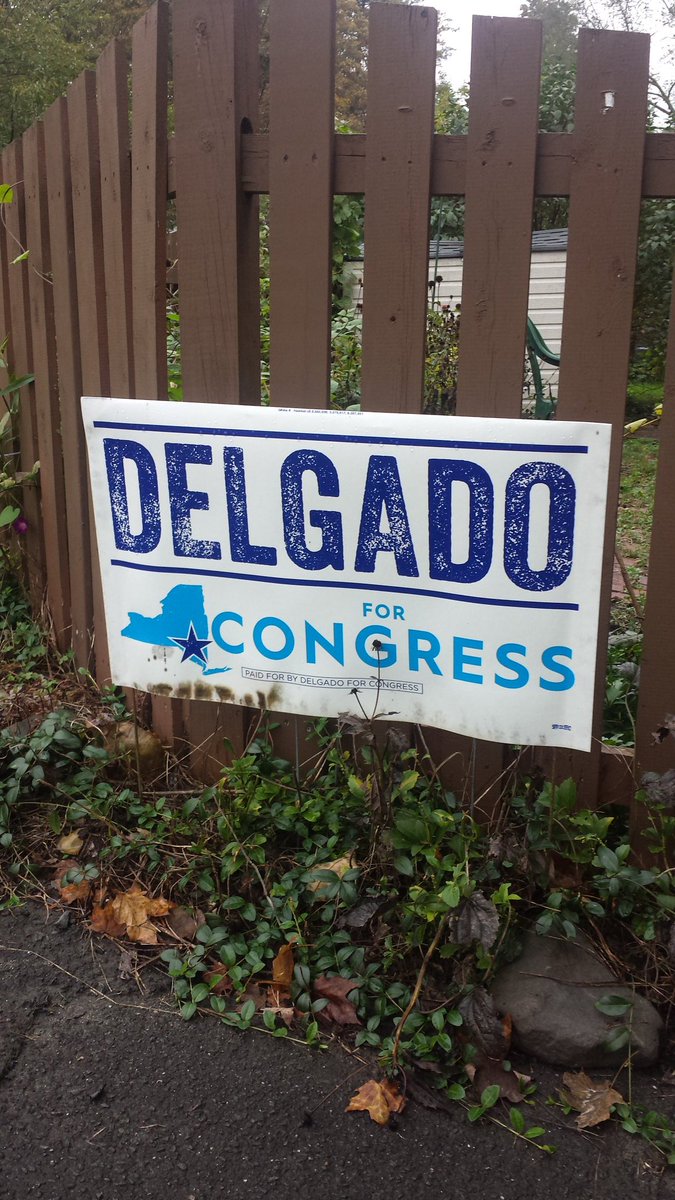 DELGADO
FOR
CONGRESS
PAID FOR BY DELGADO FOR CONGRESS